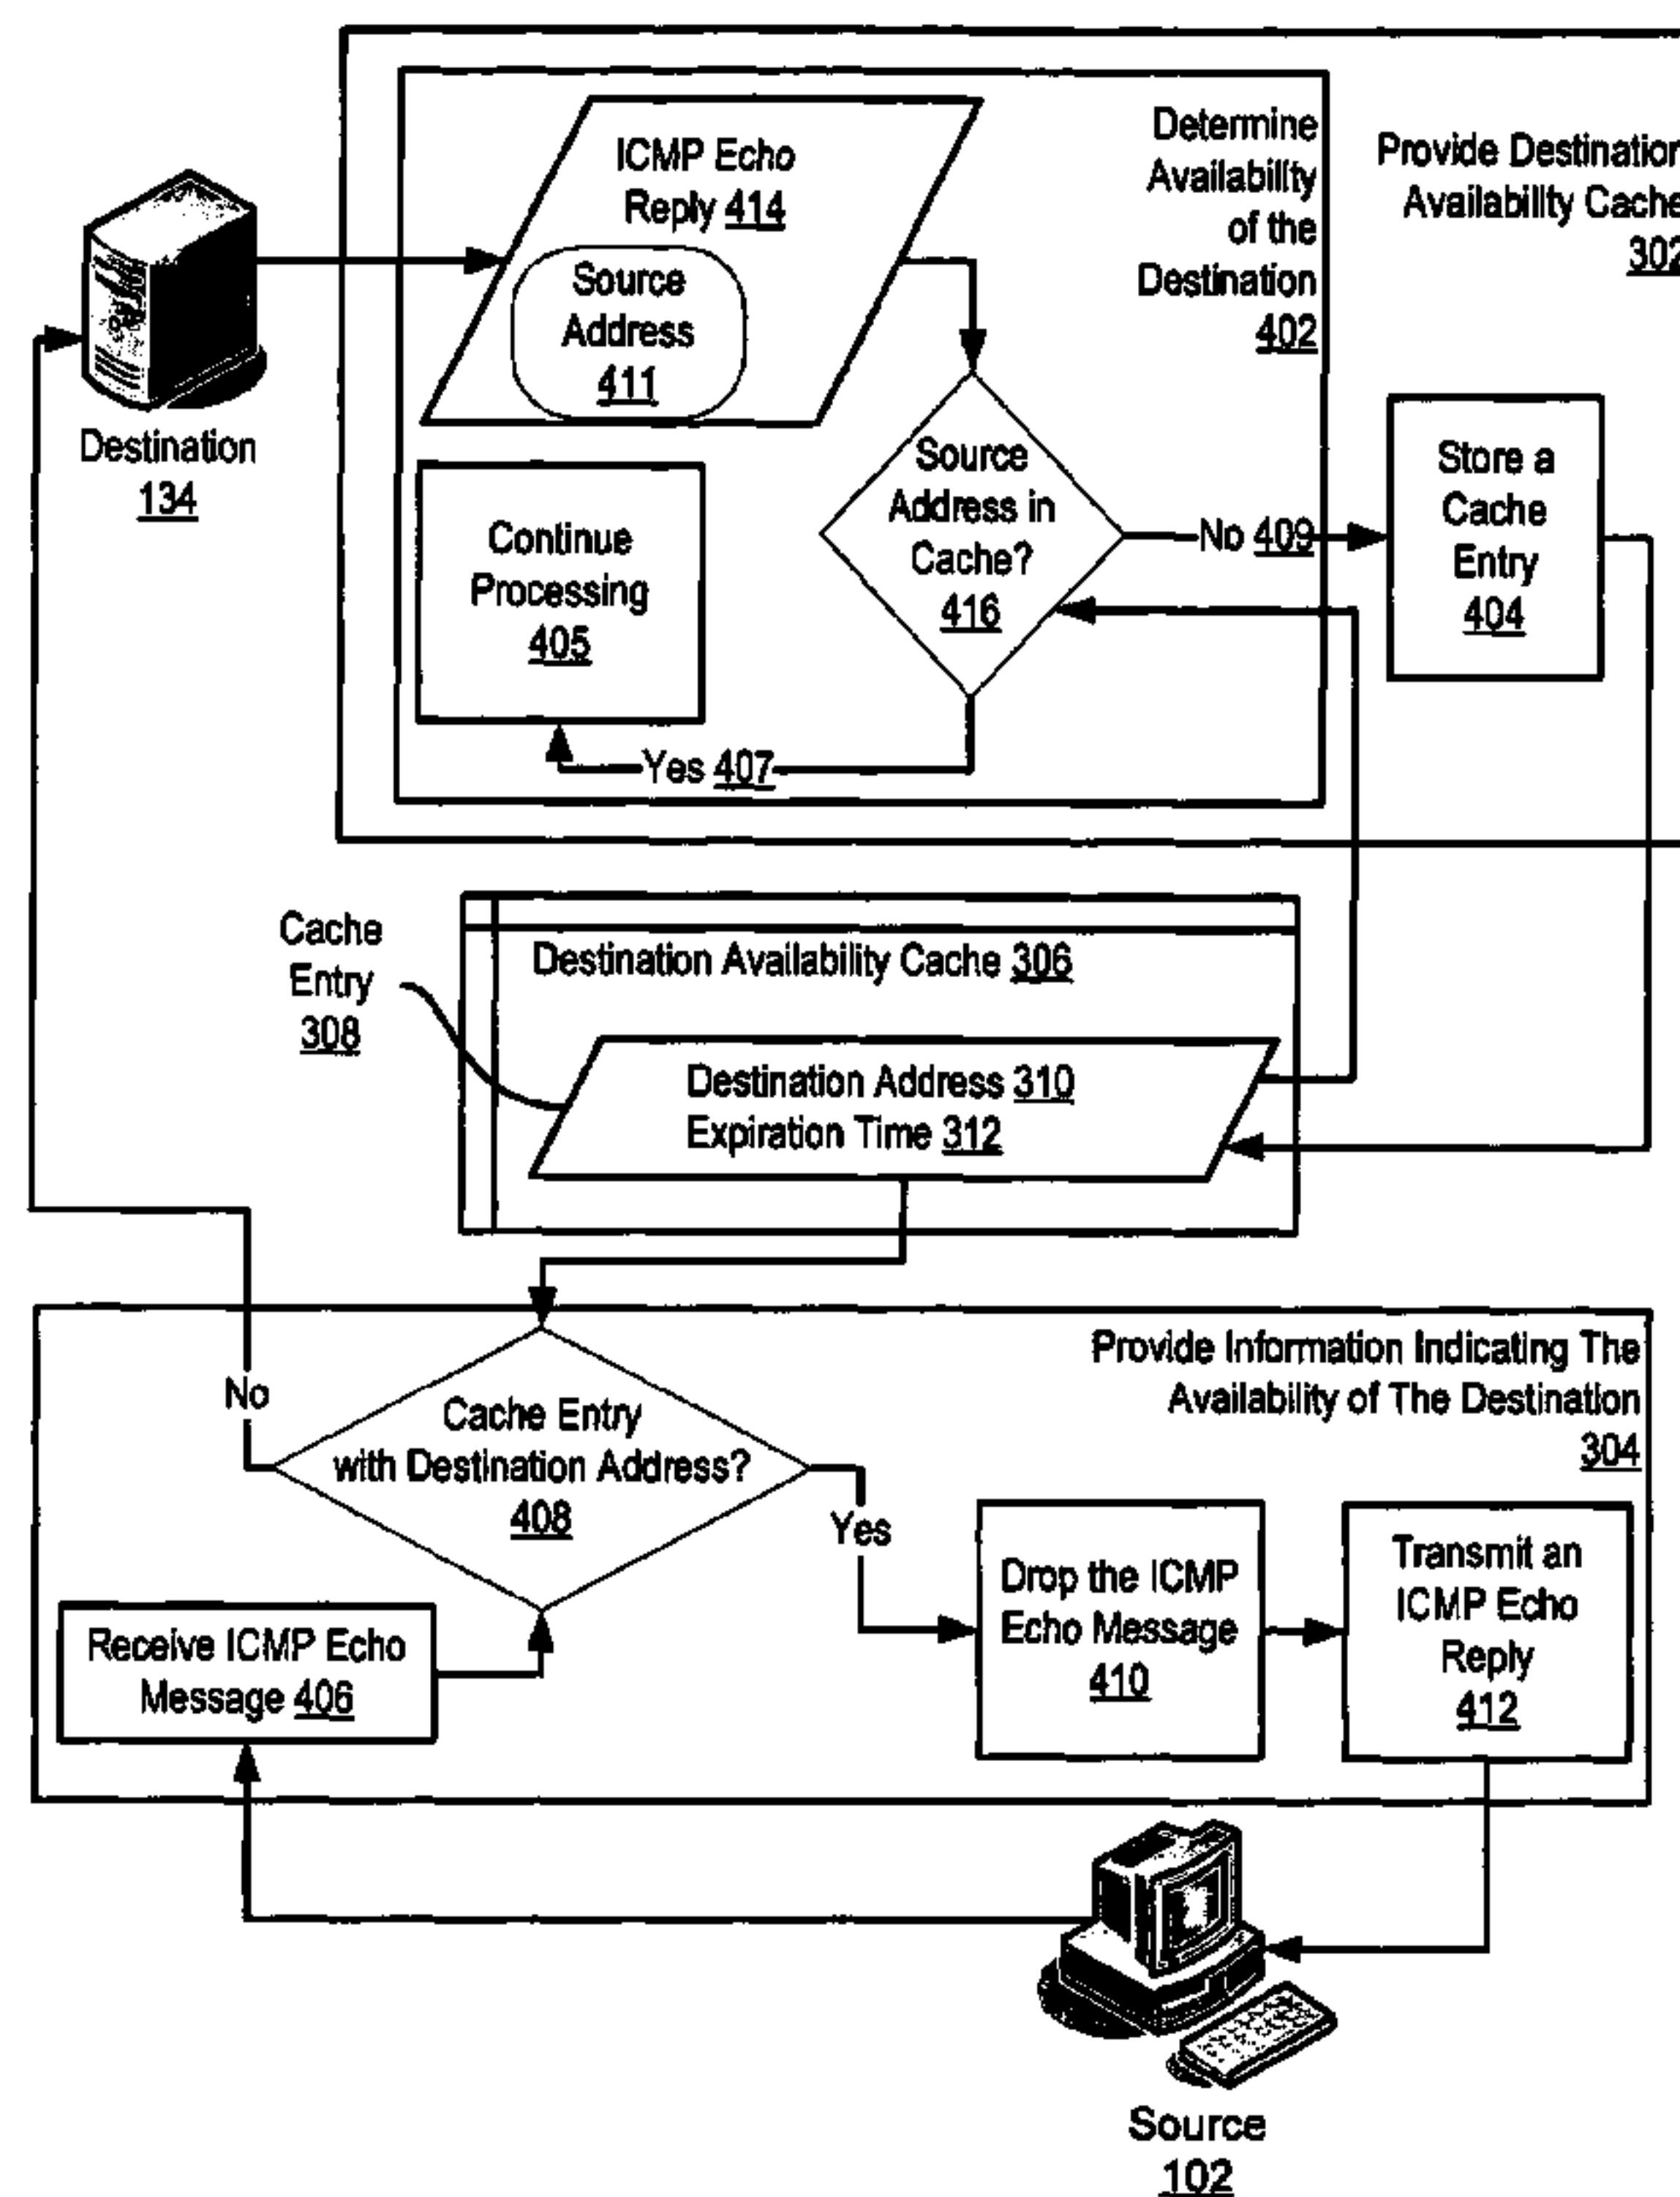 ICMP Echo
Reply 414
Source
Address
411
Determine
Availability
of the
Destination
402
Provide Destination
Availability Cache
302
Destination
134
Continue
Processing
405
Source
Address in
Cache?
416
No 409
Store a
Cache
Entry
404
Yes 407
Cache
Entry
308
Destination Availability Cache 306
Destination Address 310
Expiration Time 312
Provide Information Indicating The
Availability of The Destination
304
No
Cache Entry
with Destination Address?
408
Yes
Receive ICMP Echo
Message 406
Drop the ICMP
Echo Message
410
Transmit an
ICMP Echo
Reply
412
Source
102